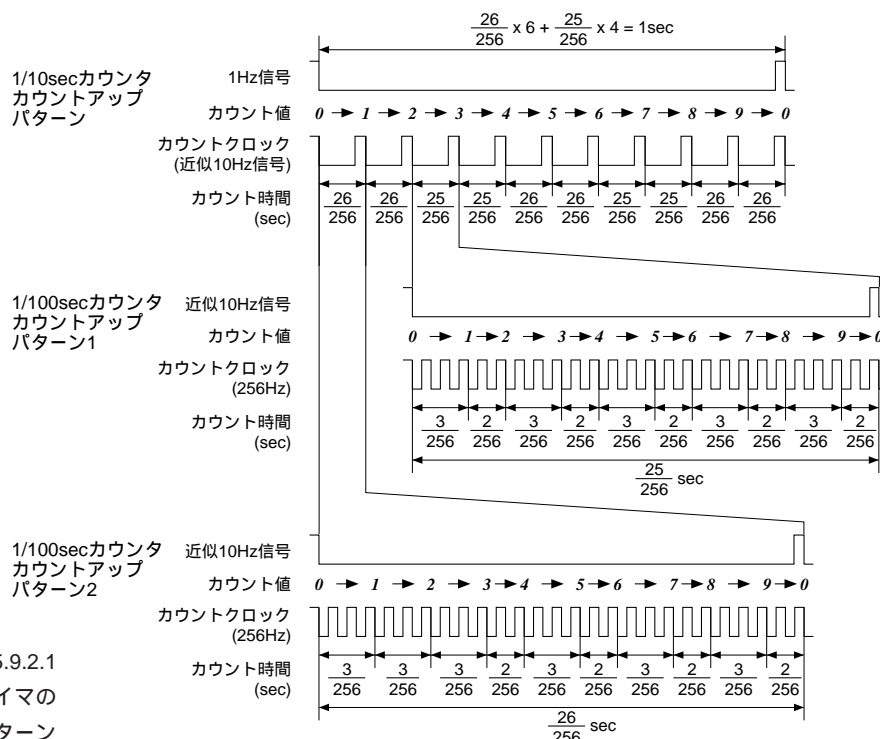 26/256 x 6 + 25/256 x 4 = 1sec
1/10secカウンタ
カウントアップ
パターン
1Hz信号
カウント値 0 → 1 → 2 → 3 → 4 → 5 → 6 → 7 → 8 → 9 → 0
カウントクロック
(近似10Hz信号)
カウント時間
(sec)
26/256 26/256 25/256 25/256 26/256 26/256 25/256 25/256 26/256 26/256
1/100secカウンタ
カウントアップ
パターン1
近似10Hz信号
カウント値 0 → 1 → 2 → 3 → 4 → 5 → 6 → 7 → 8 → 9 → 0
カウントクロック
(256Hz)
カウント時間
(sec)
3/256 2/256 3/256 2/256 3/256 2/256 3/256 2/256 3/256 2/256
25/256 sec
1/100secカウンタ
カウントアップ
パターン2
近似10Hz信号
カウント値 0 → 1 → 2 → 3 → 4 → 5 → 6 → 7 → 8 → 9 → 0
カウントクロック
(256Hz)
カウント時間
(sec)
3/256 3/256 3/256 2/256 3/256 2/256 3/256 2/256 3/256 2/256
26/256 sec
5.9.2.1
イマの
ターン